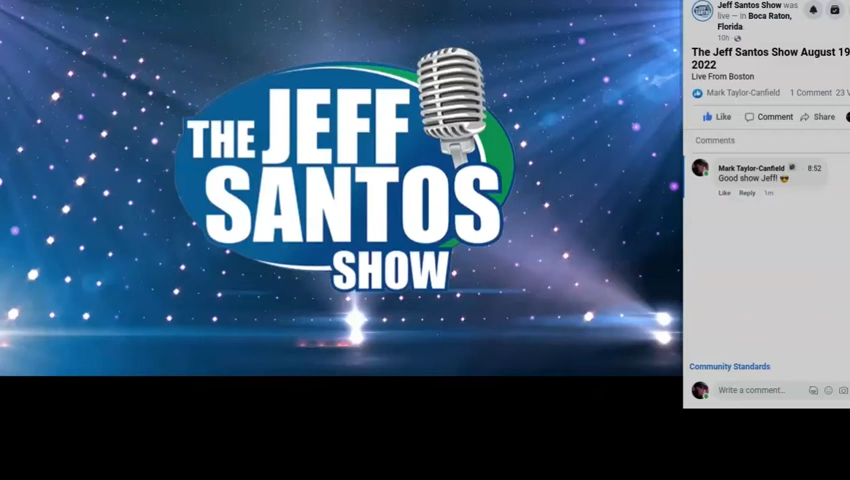 THE JEFF
SANTOS
SHOW
Jeff Santos Show was
live — in Boca Raton,
Florida.
10h ·
The Jeff Santos Show August 19
2022
Live From Boston
Mark Taylor-Canfield 1 Comment 23 V
Like Comment Share
Comments
Mark Taylor-Canfield 8:52
Good show Jeff! 😎
Like Reply 1m
Community Standards
Write a comment...